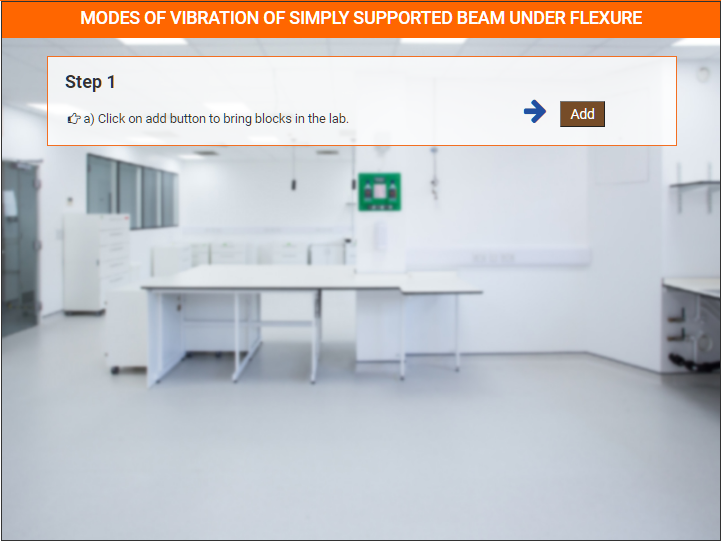 MODES OF VIBRATION OF SIMPLY SUPPORTED BEAM UNDER FLEXURE
Step 1
a) Click on add button to bring blocks in the lab.
Add